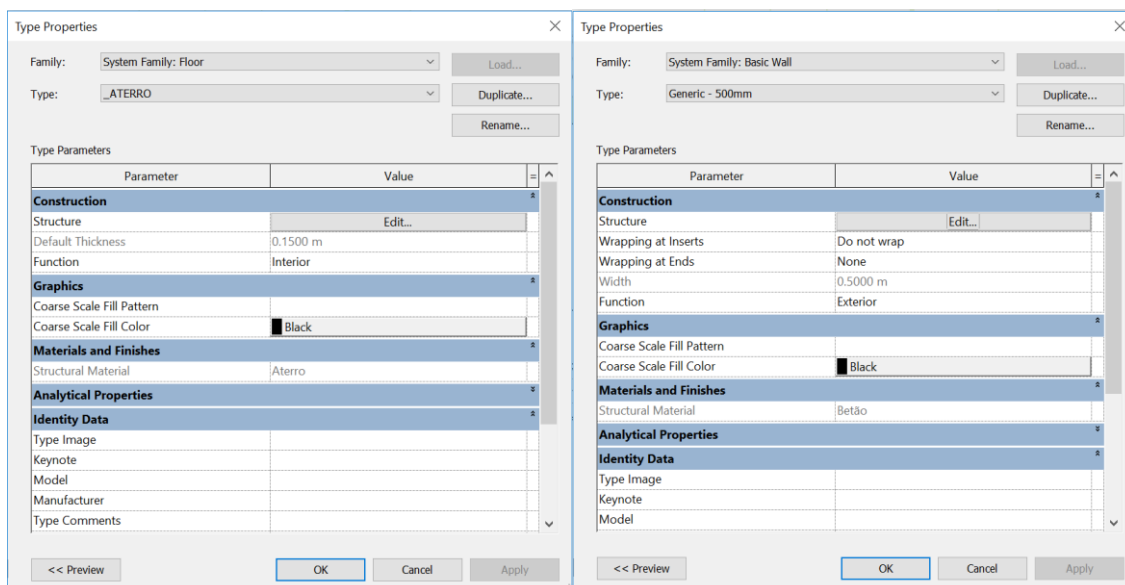 Type Properties
Family: System Family: Floor Load...
Type: _ATERRO Duplicate...
Rename...
Type Parameters
Parameter Value =
Construction
Structure Edit...
Default Thickness 0.1500 m
Function Interior
Graphics
Coarse Scale Fill Pattern
Coarse Scale Fill Color Black
Materials and Finishes
Structural Material Aterro
Analytical Properties
Identity Data
Type Image
Keynote
Model
Manufacturer
Type Comments
<< Preview OK Cancel Apply
Type Properties
Family: System Family: Basic Wall Load...
Type: Generic - 500mm Duplicate...
Rename...
Type Parameters
Parameter Value =
Construction
Structure Edit...
Wrapping at Inserts Do not wrap
Wrapping at Ends None
Width 0.5000 m
Function Exterior
Graphics
Coarse Scale Fill Pattern
Coarse Scale Fill Color Black
Materials and Finishes
Structural Material Betão
Analytical Properties
Identity Data
Type Image
Keynote
Model
<< Preview OK Cancel Apply